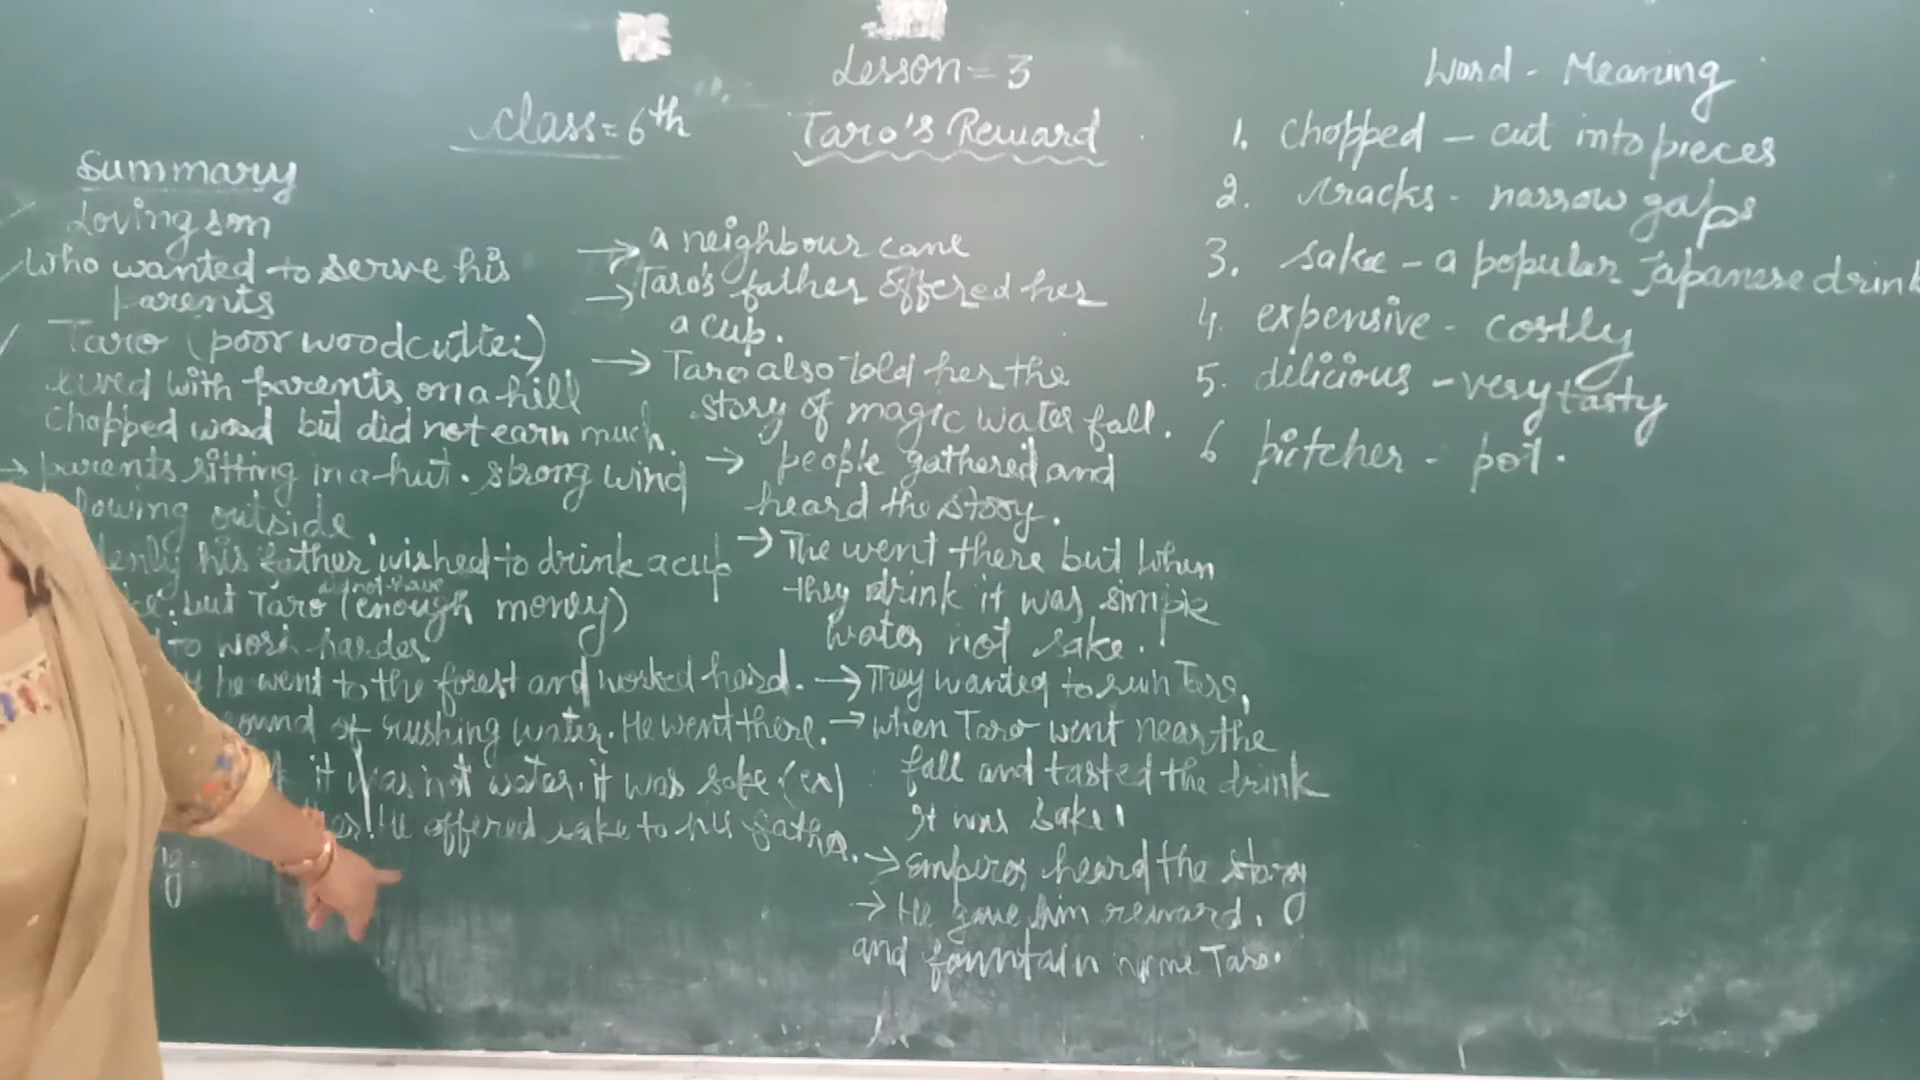 Lesson = 3
Class = 6th
Taro's Reward
Summary
Loving son
Who wanted to serve his
parents
Taro (poor woodcutter)
lived with parents on a hill
chopped wood but did not earn much.
→ parents sitting in a hut. strong wind
lowing outside.
denly his father wished to drink a cup
but Taro (enough money)
did not have
to work harder
he went to the forest and worked hard.
ound of rushing water. He went there.
it was not water. it was sake (ex)
He offered sake to his father.
→ a neighbour came
→ Taro's father offered her
a cup.
→ Taro also told her the
story of magic water fall.
→ people gathered and
heard the story.
→ The went there but when
they drink it was simple
water not sake.
→ They wanted to ruin Taro.
→ when Taro went near the
fall and tasted the drink
It was Sake.
→ Emperor heard the story
→ He gave him reward.
and fountain name Taro.
Word - Meaning
1. Chopped - cut into pieces
2. cracks - narrow gaps
3. sake - a popular Japanese drink
4. expensive - costly
5. delicious - very tasty
6 pictcher - pot.